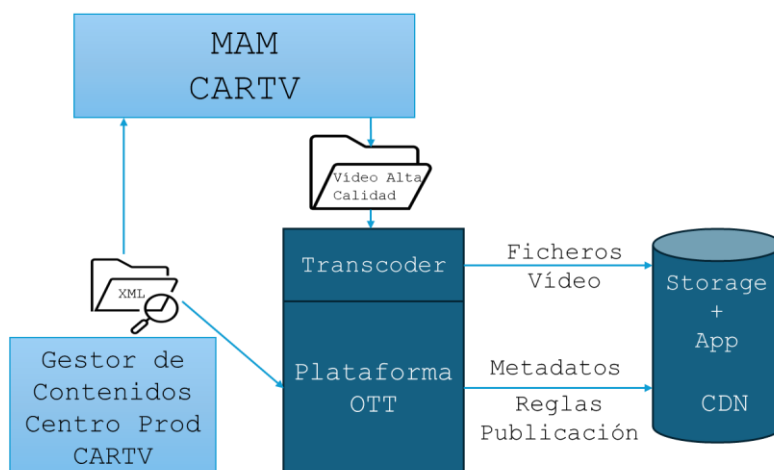 MAM
CARTV
Vídeo Alta
Calidad
XML
Transcoder
Ficheros
Vídeo
Storage
+
App
CDN
Gestor de
Contenidos
Centro Prod
CARTV
Plataforma
OTT
Metadatos
Reglas
Publicación